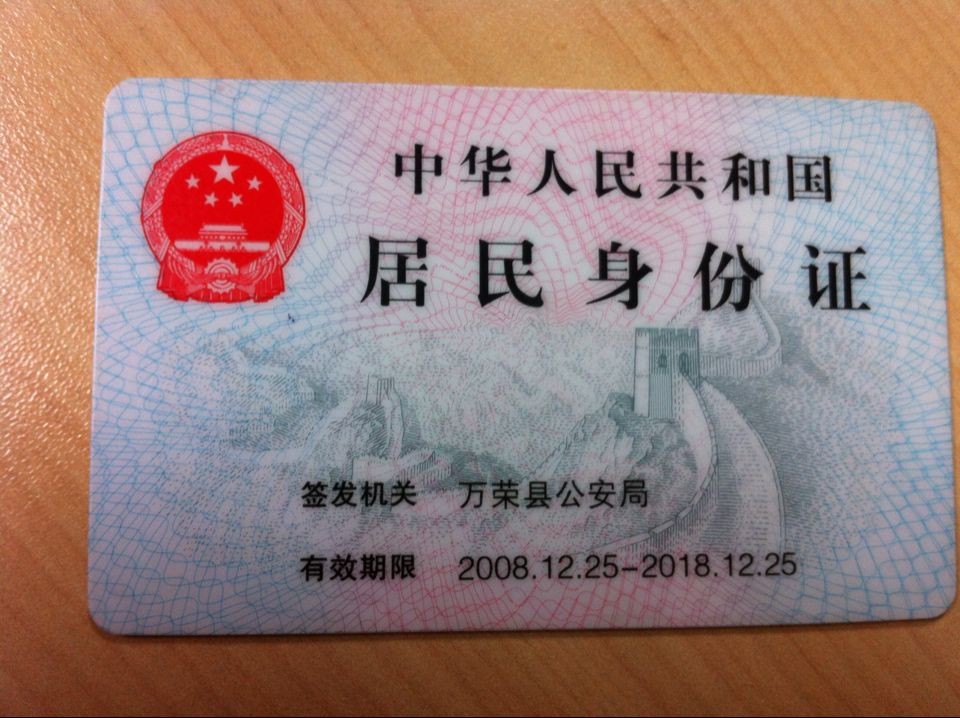 中华人民共和国
居民身份证
签发机关 万荣县公安局
有效期限 2008.12.25-2018.12.25